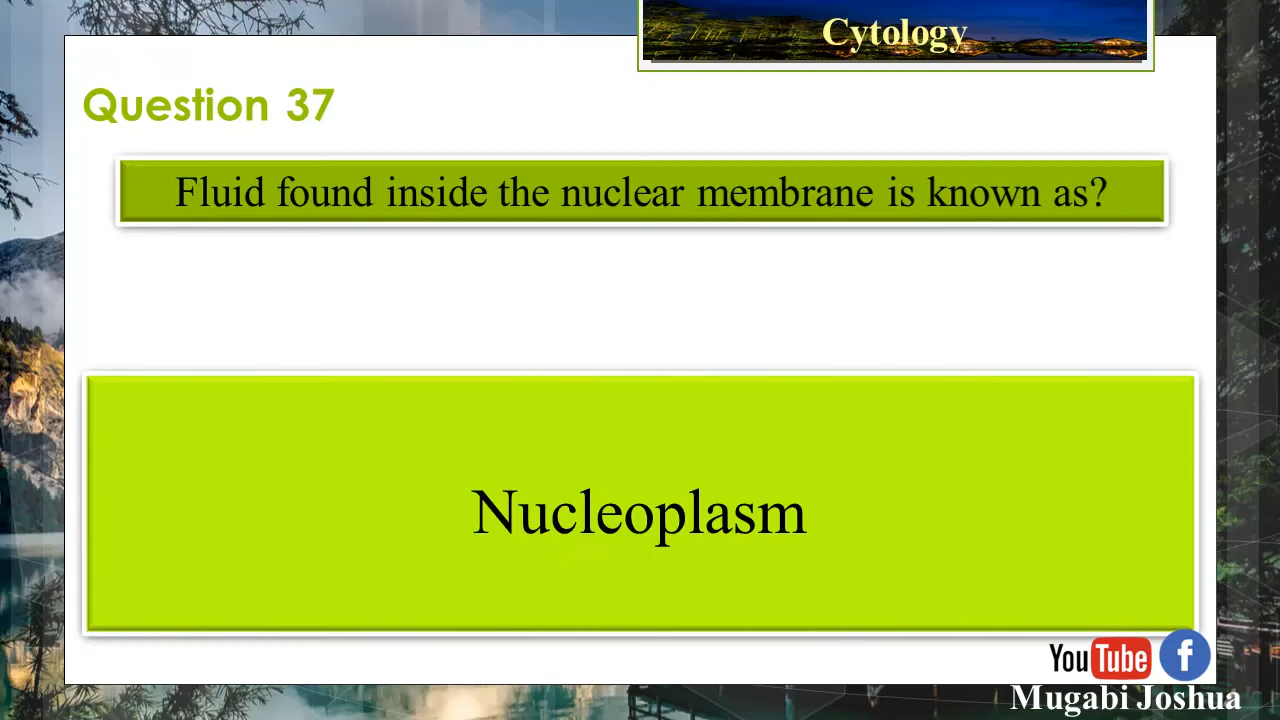 Cytology
Question 37
Fluid found inside the nuclear membrane is known as?
Nucleoplasm
YouTube f
Mugabi Joshua